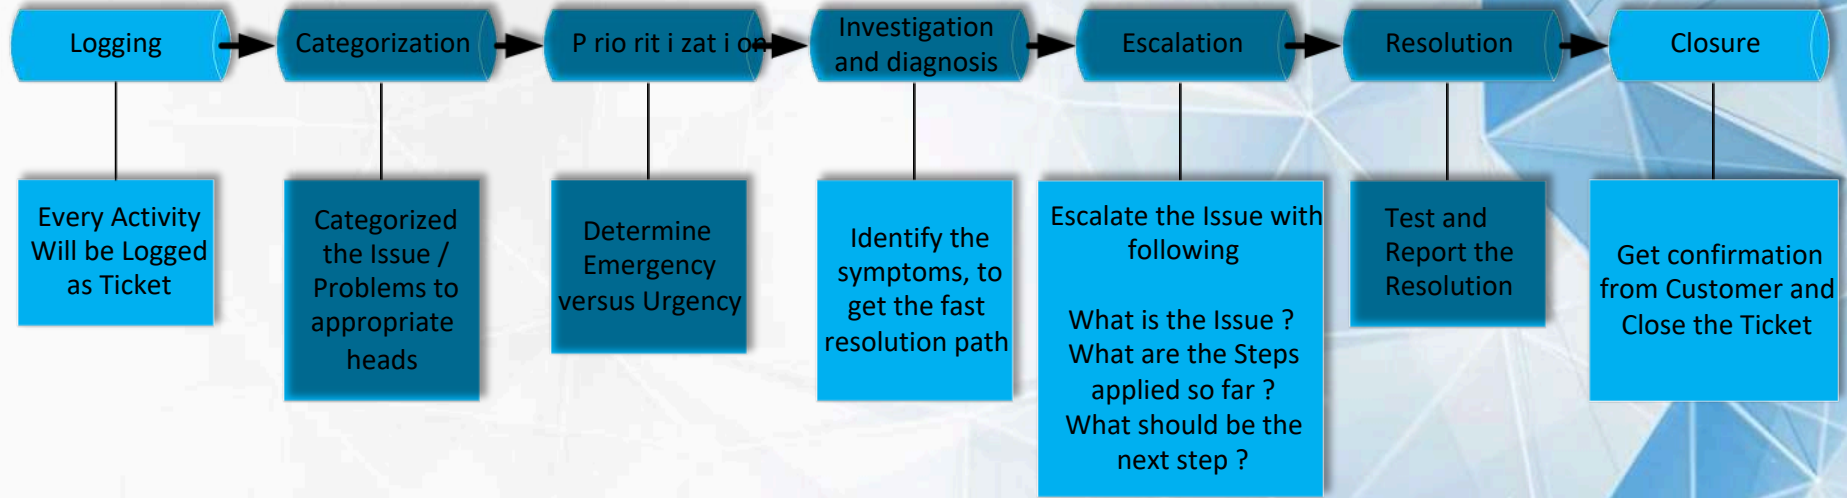 Logging
Categorization
P rio rit i zat i on
Investigation
and diagnosis
Escalation
Resolution
Closure
Every Activity
Will be Logged
as Ticket
Categorized
the Issue /
Problems to
appropriate
heads
Determine
Emergency
versus Urgency
Identify the
symptoms, to
get the fast
resolution path
Escalate the Issue with
following
What is the Issue ?
What are the Steps
applied so far ?
What should be the
next step ?
Test and
Report the
Resolution
Get confirmation
from Customer and
Close the Ticket